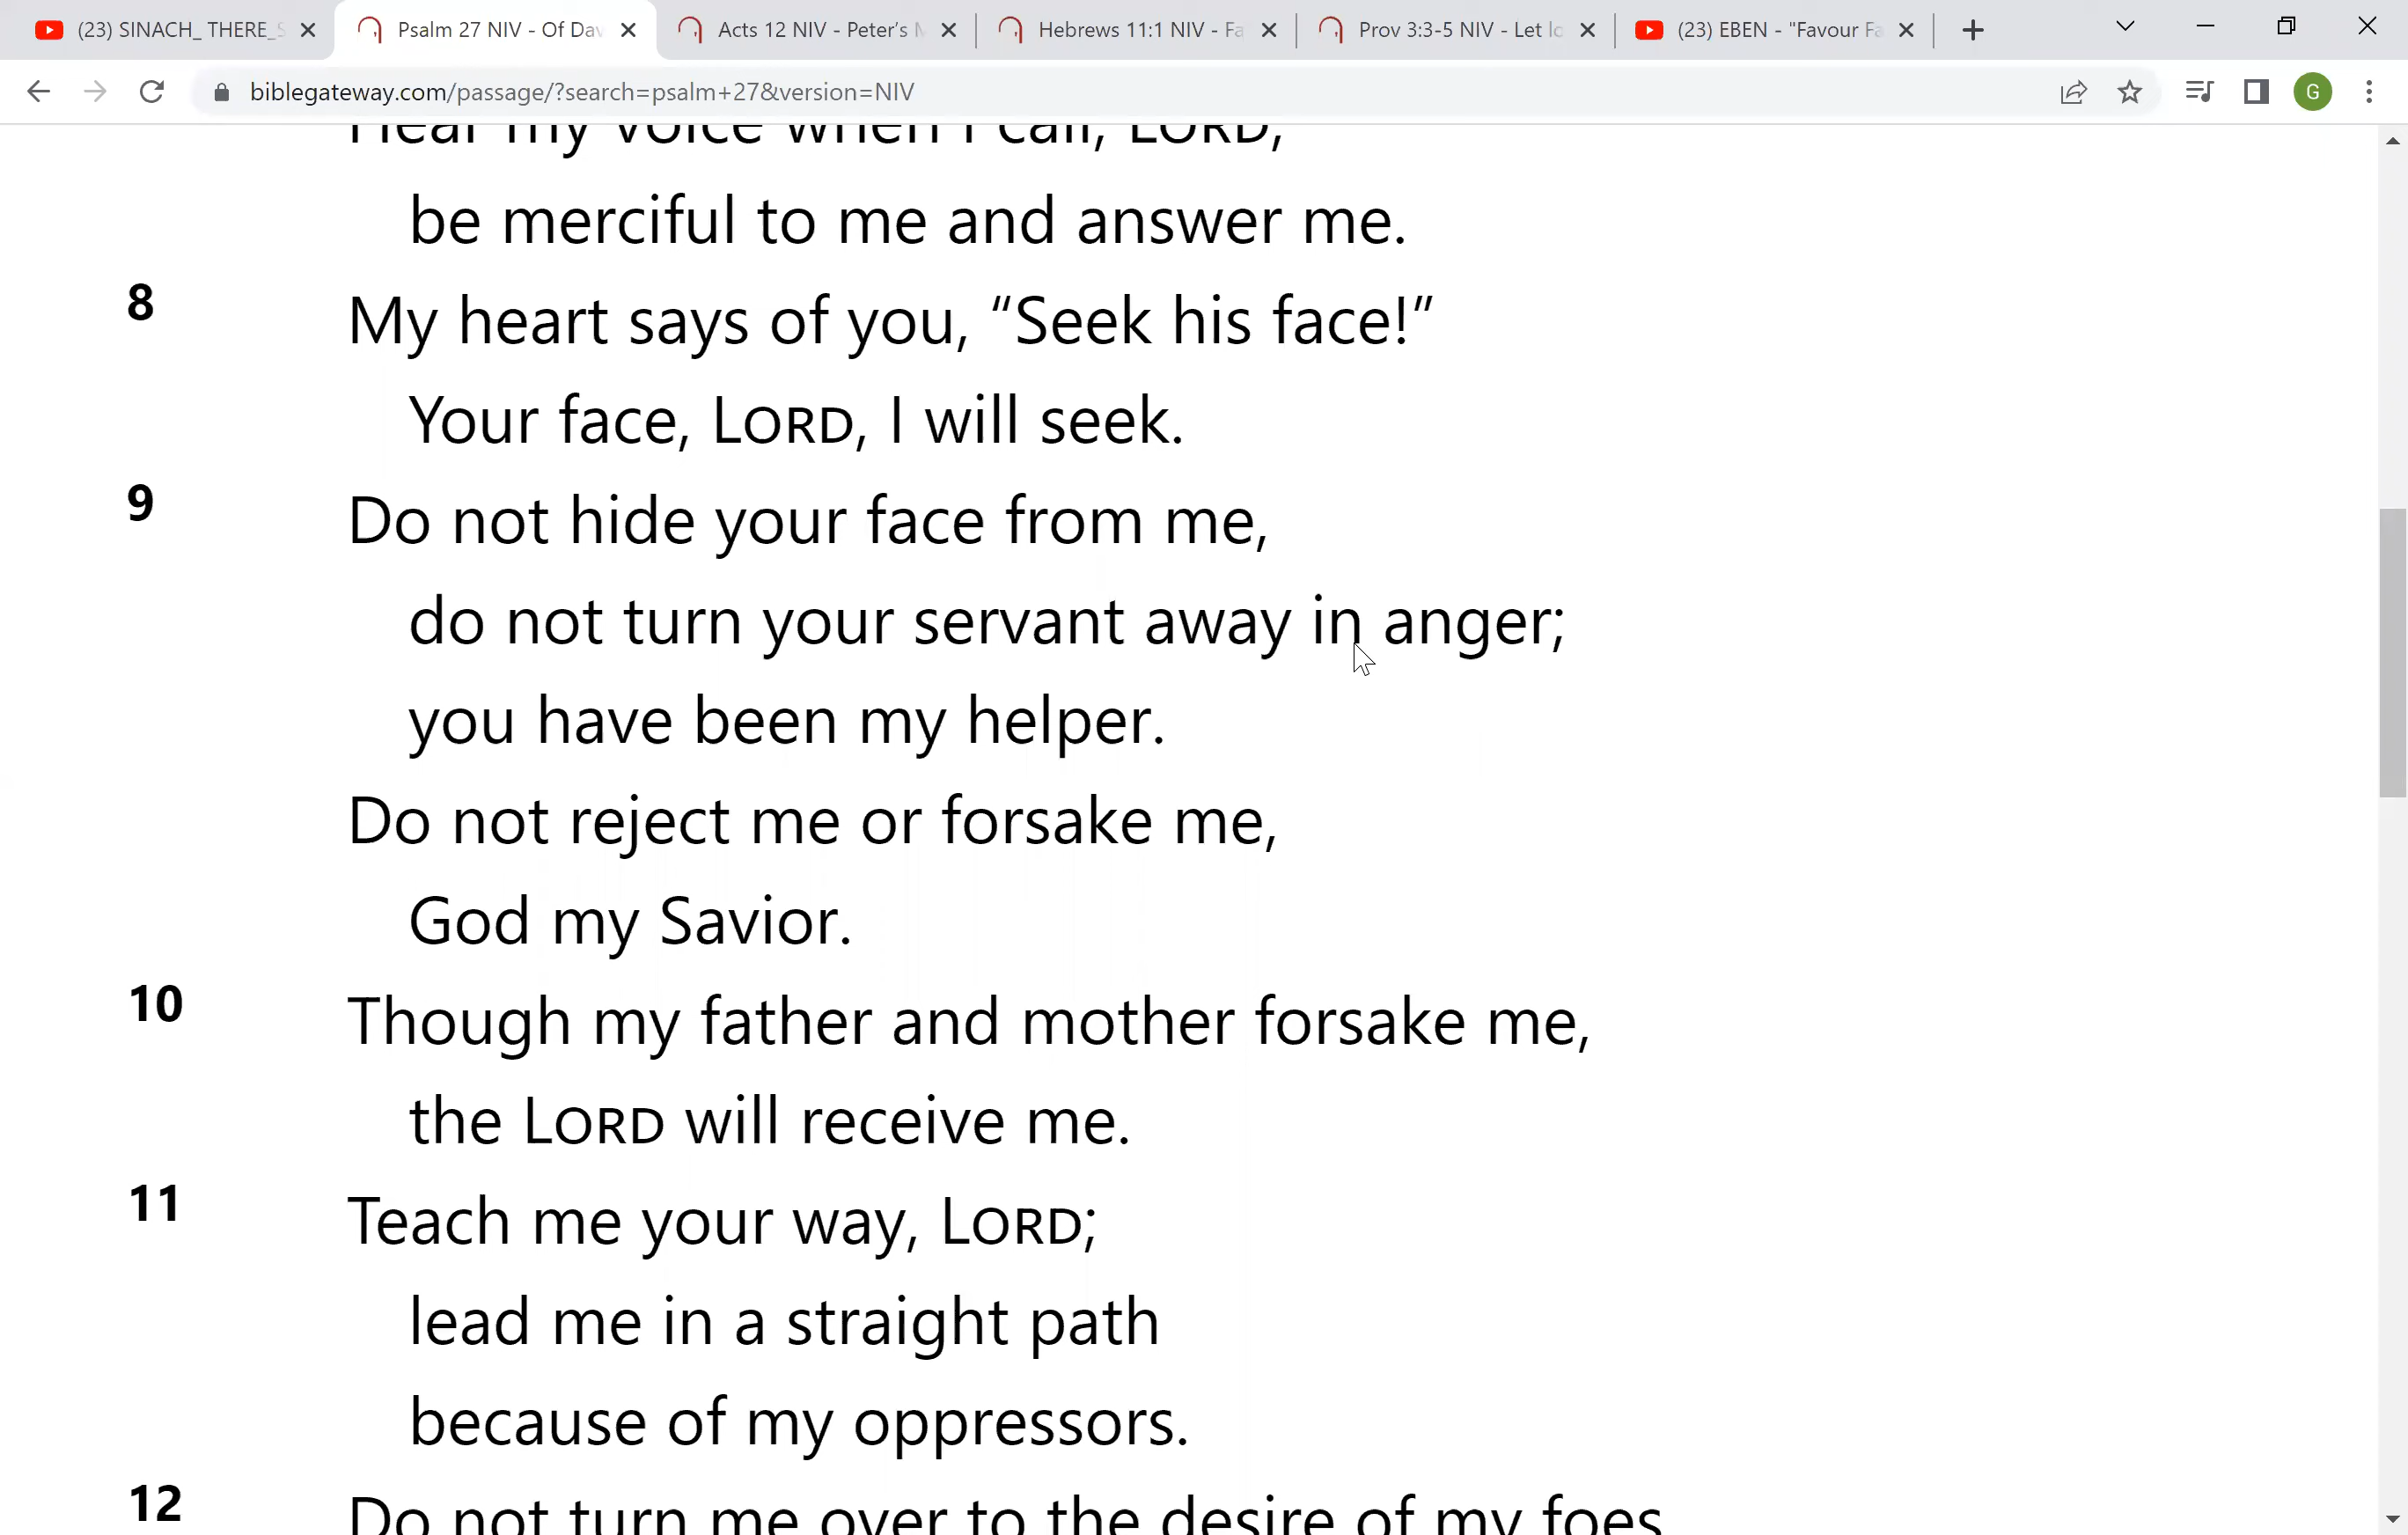 (23) SINACH_ THERE_S
Psalm 27 NIV - Of Dav
Acts 12 NIV - Peter's
Hebrews 11:1 NIV - Fa
Prov 3:3-5 NIV - Let lo
(23) EBEN - "Favour Fa
biblegateway.com/passage/?search=psalm+27&version=NIV
G
Hear my voice when I call, LORD,
be merciful to me and answer me.
8 My heart says of you, “Seek his face!”
Your face, LORD, I will seek.
9 Do not hide your face from me,
do not turn your servant away in anger;
you have been my helper.
Do not reject me or forsake me,
God my Savior.
10 Though my father and mother forsake me,
the LORD will receive me.
11 Teach me your way, LORD;
lead me in a straight path
because of my oppressors.
12 Do not turn me over to the desire of my foes